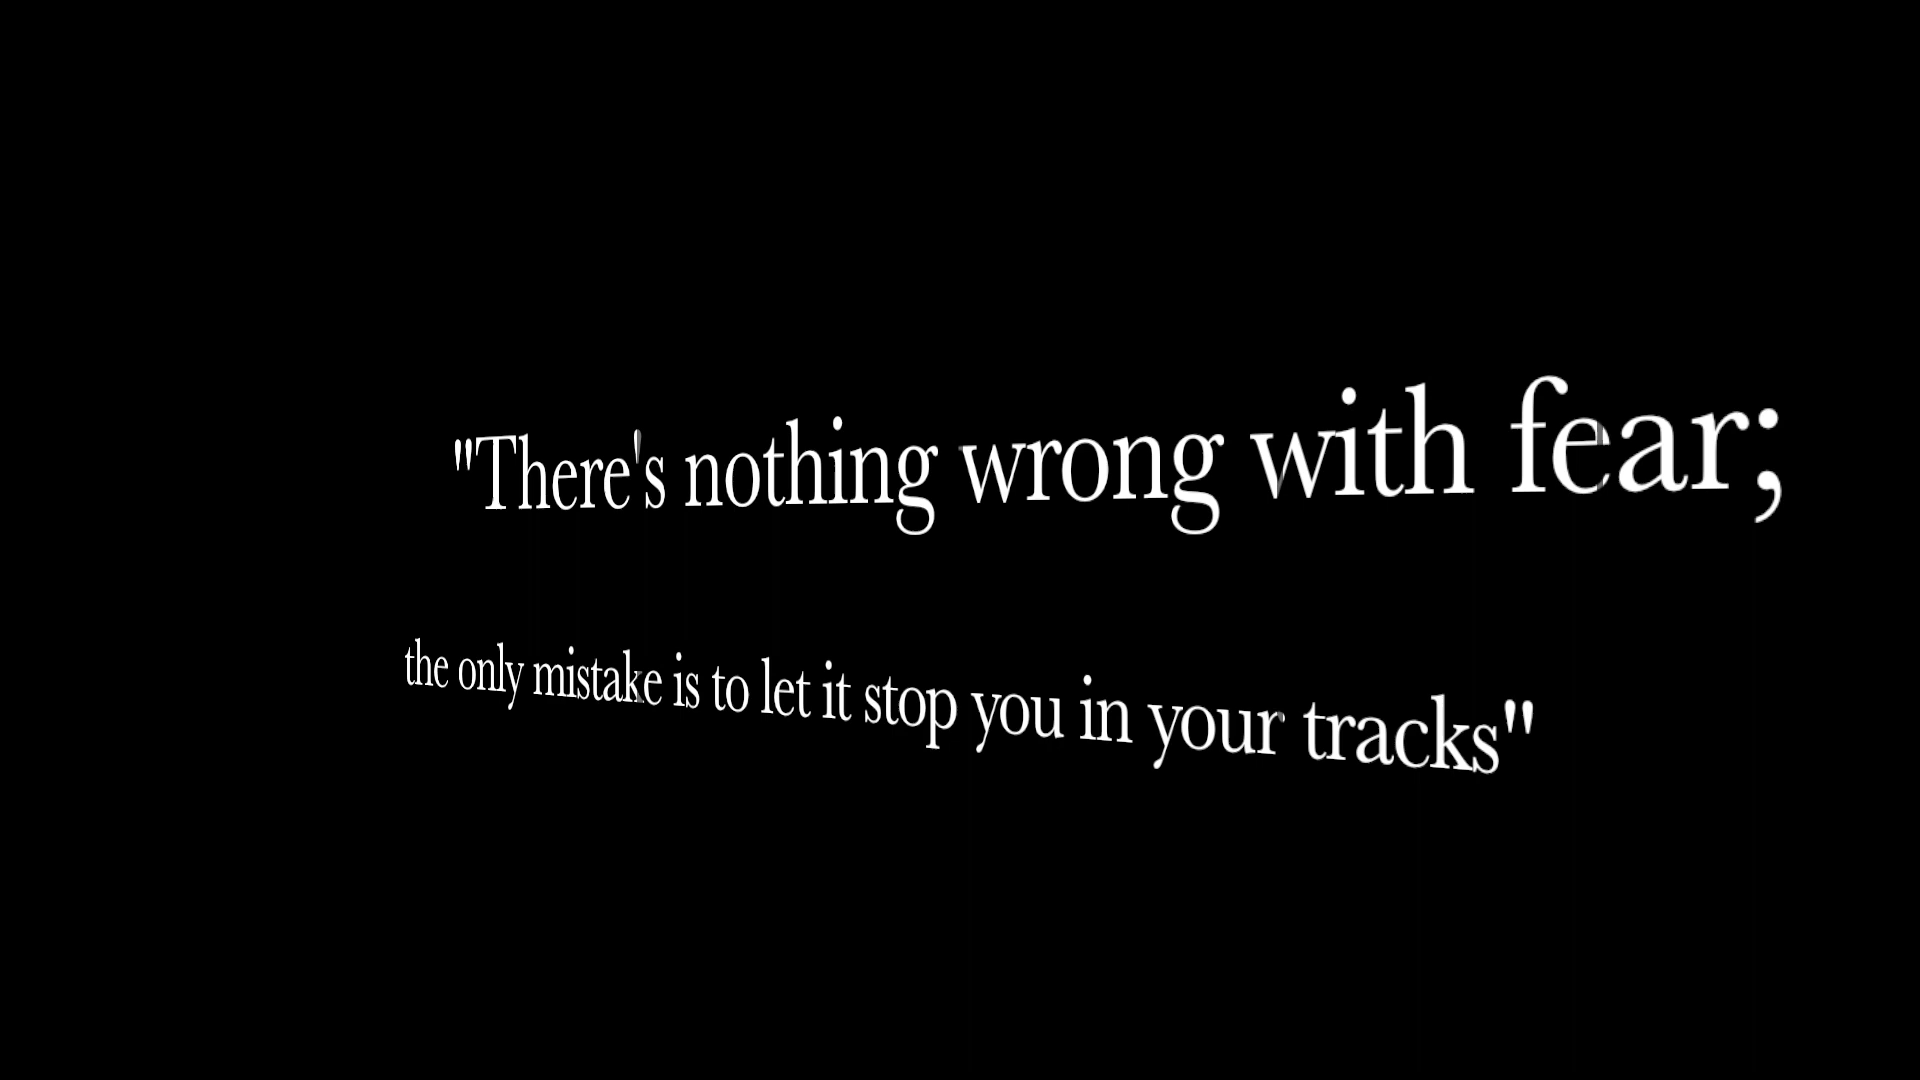 "There's nothing wrong with fear;
the only mistake is to let it stop you in your tracks"